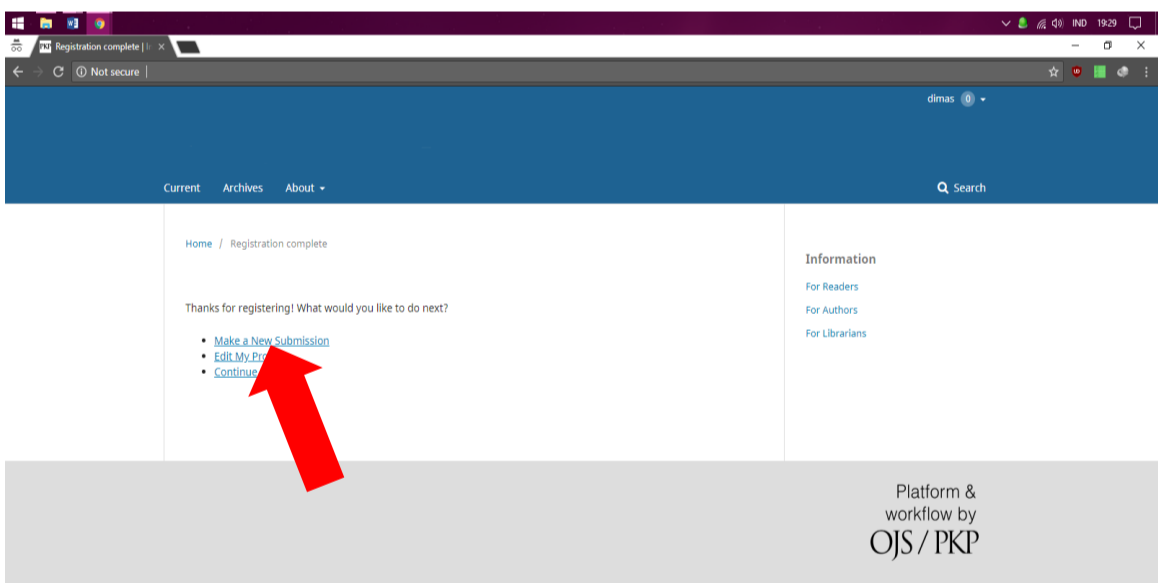 IND 19:29
Registration complete |
Not secure
dimas 0
Current Archives About Search
Home / Registration complete
Thanks for registering! What would you like to do next?
Make a New Submission
Edit My
Continue
Information
For Readers
For Authors
For Librarians
Platform &
workflow by
OJS / PKP